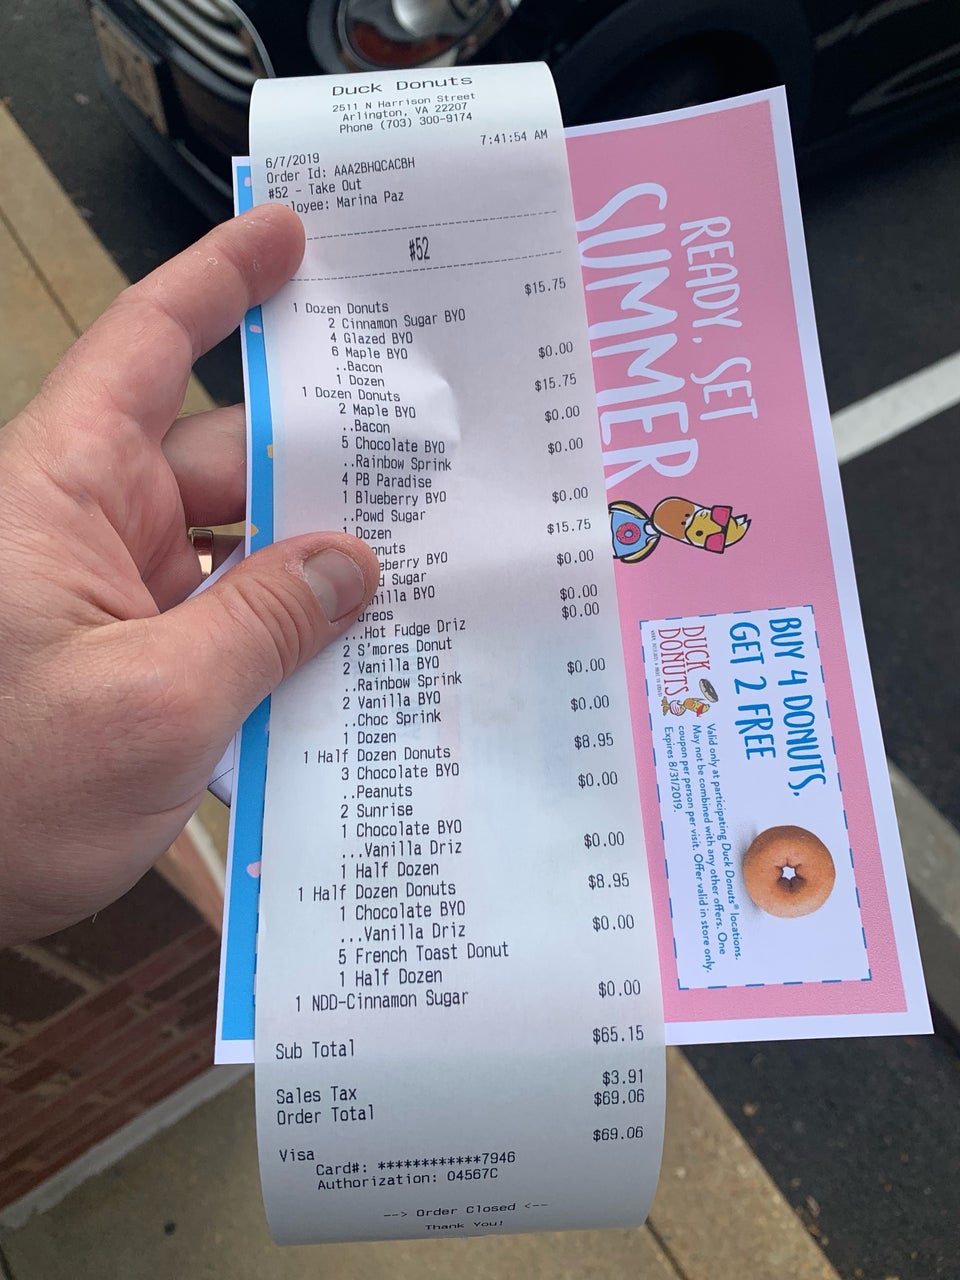 Duck Donuts
2511 N Harrison Street
Arlington, VA 22207
Phone (703) 300-9174
6/7/2019 7:41:54 AM
Order Id: AAA2BHQCACBH
#52 - Take Out
loyee: Marina Paz
#52
1 Dozen Donuts $15.75
2 Cinnamon Sugar BYO
4 Glazed BYO
6 Maple BYO
..Bacon $0.00
1 Dozen
1 Dozen Donuts $15.75
2 Maple BYO
..Bacon $0.00
5 Chocolate BYO
..Rainbow Sprink $0.00
4 PB Paradise
1 Blueberry BYO
..Powd Sugar $0.00
1 Dozen
onuts $15.75
eberry BYO
d Sugar $0.00
nilla BYO
Oreos $0.00
...Hot Fudge Driz $0.00
2 S'mores Donut
2 Vanilla BYO
..Rainbow Sprink $0.00
2 Vanilla BYO
..Choc Sprink $0.00
1 Dozen
1 Half Dozen Donuts $8.95
3 Chocolate BYO
..Peanuts $0.00
2 Sunrise
1 Chocolate BYO
...Vanilla Driz $0.00
1 Half Dozen
1 Half Dozen Donuts $8.95
1 Chocolate BYO
...Vanilla Driz $0.00
5 French Toast Donut
1 Half Dozen
1 NDD-Cinnamon Sugar $0.00
Sub Total $65.15
Sales Tax $3.91
Order Total $69.06
Visa $69.06
Card#: ************7946
Authorization: 04567C
--> Order Closed <--
Thank You!
READY, SET
SUMMER
BUY 4 DONUTS,
GET 2 FREE
DUCK
DONUTS
Valid only at participating Duck Donuts® locations.
May not be combined with any other offers. One
coupon per person per visit. Offer valid in store only.
Expires 8/31/2019.